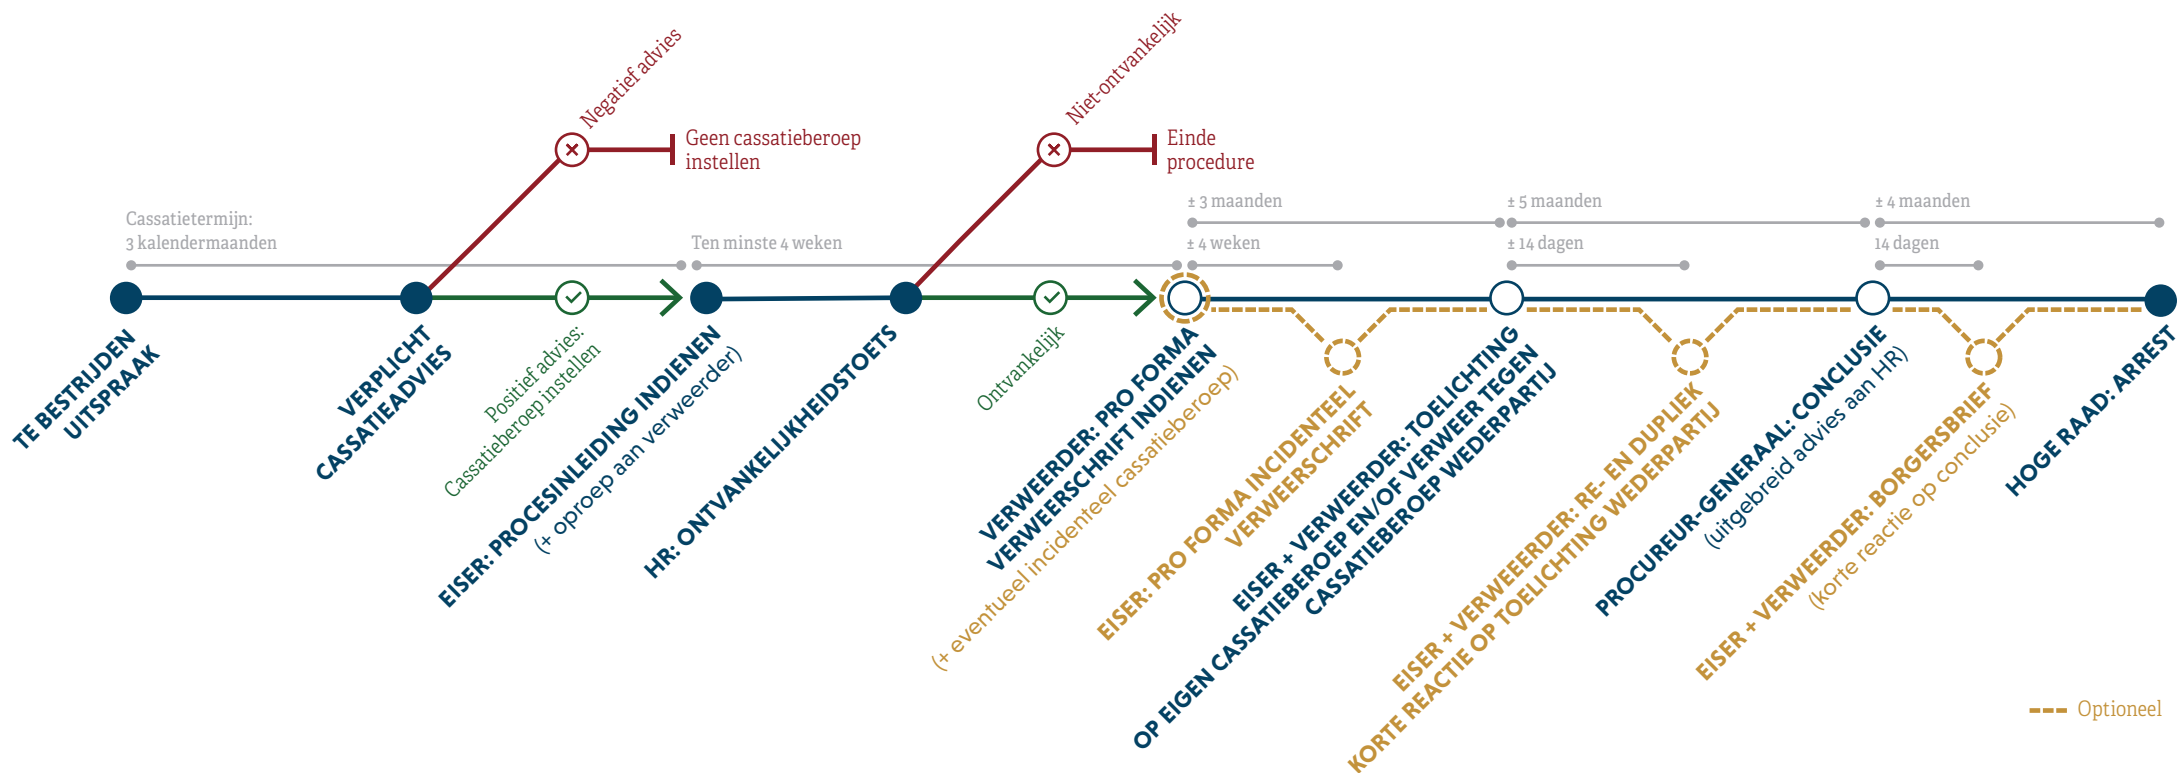 Negatief advies
Geen cassatieberoep
instellen
Niet-ontvankelijk
Einde
procedure
Cassatietermijn:
3 kalendermaanden
Ten minste 4 weken
± 3 maanden
± 4 weken
± 5 maanden
± 14 dagen
± 4 maanden
14 dagen
TE BESTRIJDEN
UITSPRAAK
VERPLICHT
CASSATIEADVIES
Positief advies:
Cassatieberoep instellen
EISER: PROCESINLEIDING INDIENEN
(+ oproep aan verweerder)
HR: ONTVANKELIJKHEIDSTOETS
Ontvankelijk
VERWEERDER: PRO FORMA
VERWEERSCHRIFT INDIENEN
(+ eventueel incidenteel cassatieberoep)
EISER: PRO FORMA INCIDENTEEL
VERWEERSCHRIFT
EISER + VERWEERDER: TOELICHTING
OP EIGEN CASSATIEBEROEP EN/OF VERWEER TEGEN
CASSATIEBEROEP WEDERPARTIJ
EISER + VERWEEERDER: RE- EN DUPLIEK
KORTE REACTIE OP TOELICHTING WEDERPARTIJ
PROCUREUR-GENERAAL: CONCLUSIE
(uitgebreid advies aan HR)
EISER + VERWEERDER: BORGERSBRIEF
(korte reactie op conclusie)
HOGE RAAD: ARREST
Optioneel